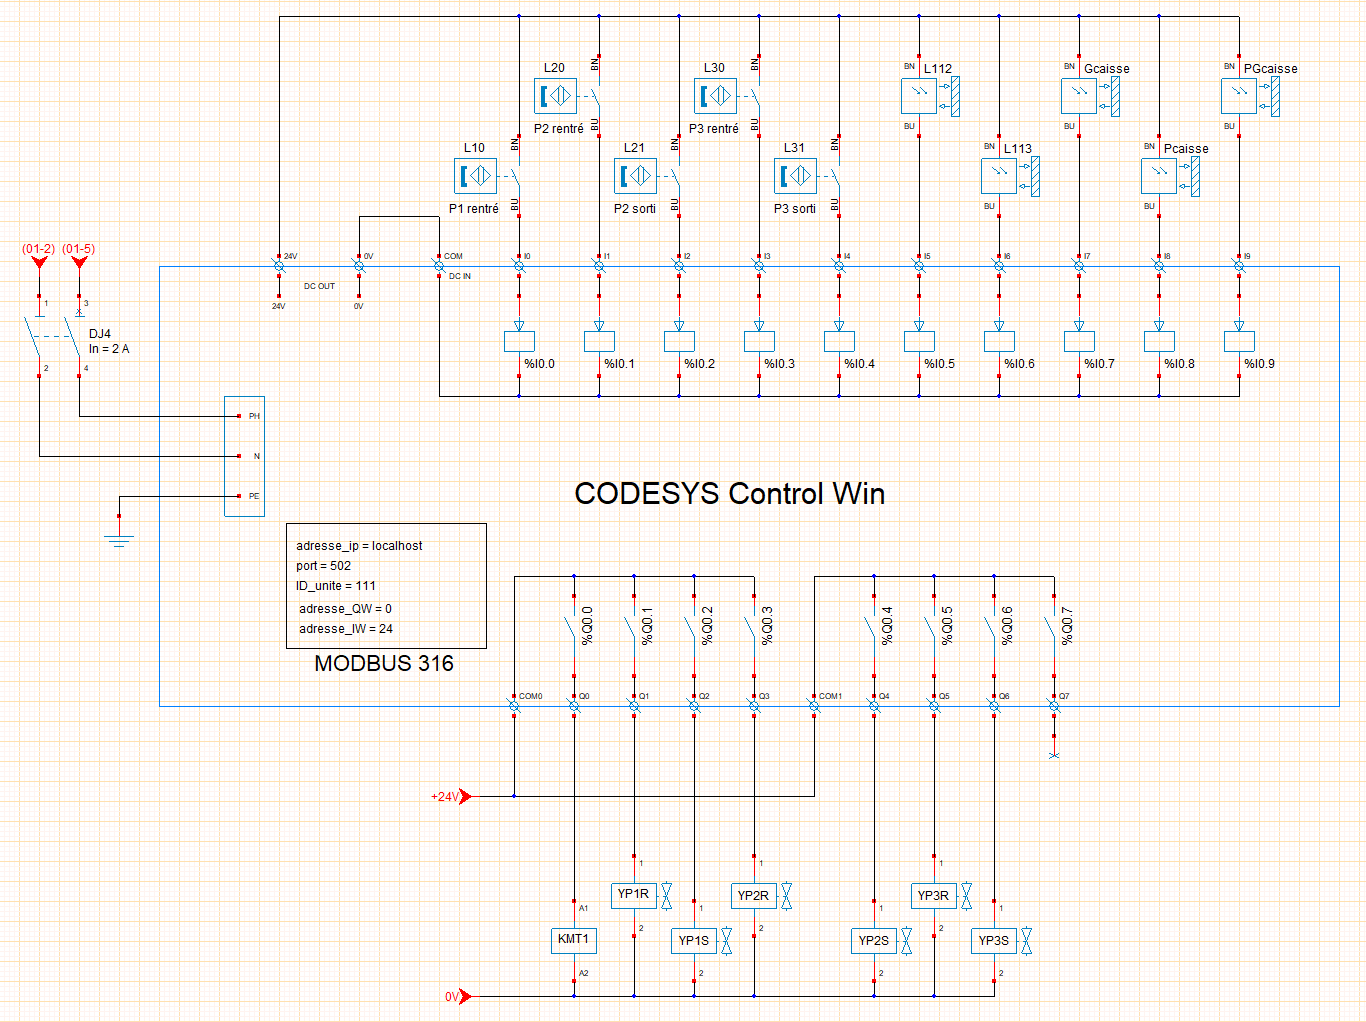 BN
BN
BN
BN
BN
L20
L30
L112
Gcaisse
PGcaisse
BU
BU
BU
BU
BU
P2 rentré
P3 rentré
BN
BN
BN
BN
BN
L10
L21
L31
L113
Pcaisse
BU
BU
BU
BU
BU
P1 rentré
P2 sorti
P3 sorti
(01-2) (01-5)
24V
0V
COM
I0
I1
I2
I3
I4
I5
I6
I7
I8
I9
DC IN
DC OUT
24V
0V
1
3
DJ4
In = 2 A
2
4
%I0.0
%I0.1
%I0.2
%I0.3
%I0.4
%I0.5
%I0.6
%I0.7
%I0.8
%I0.9
PH
N
PE
CODESYS Control Win
adresse_ip = localhost
port = 502
ID_unite = 111
adresse_QW = 0
adresse_IW = 24
MODBUS 316
%Q0.0
%Q0.1
%Q0.2
%Q0.3
%Q0.4
%Q0.5
%Q0.6
%Q0.7
COM0
Q0
Q1
Q2
Q3
COM1
Q4
Q5
Q6
Q7
+24V
1
1
1
YP1R
YP2R
YP3R
2
2
2
A1
1
1
1
KMT1
YP1S
YP2S
YP3S
A2
2
2
2
0V